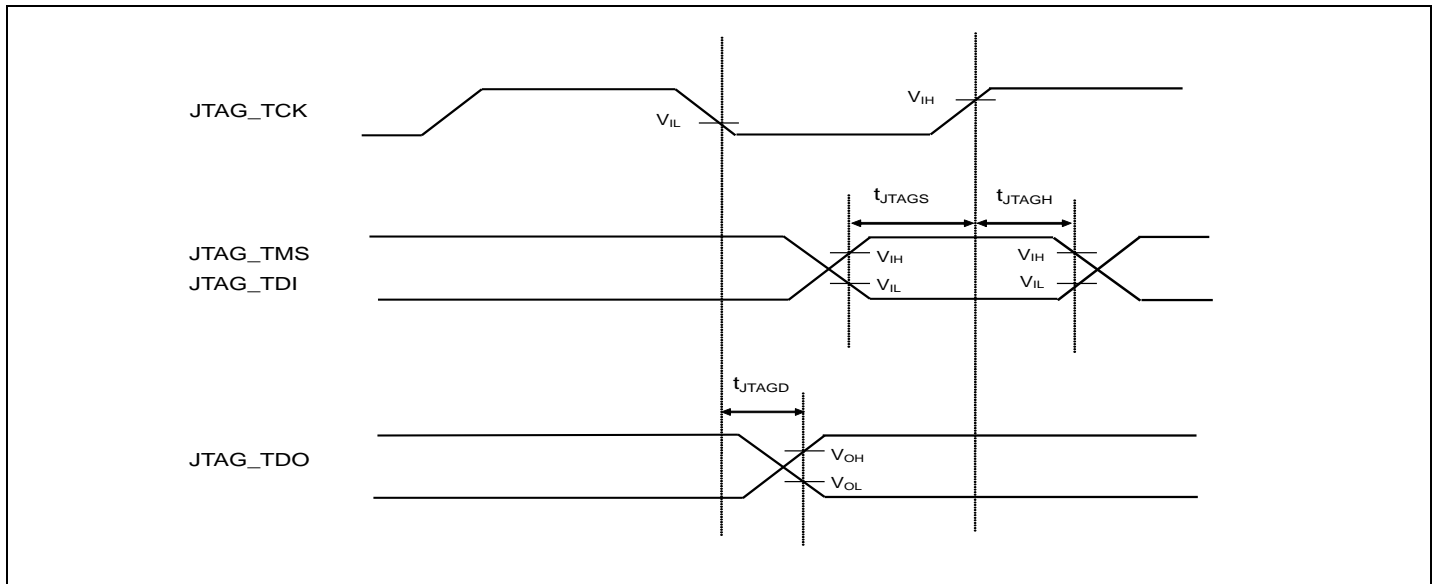 JTAG_TCK
VIL
VIH
tJTAGS
tJTAGH
JTAG_TMS
VIH
VIH
JTAG_TDI
VIL
VIL
tJTAGD
JTAG_TDO
VOH
VOL